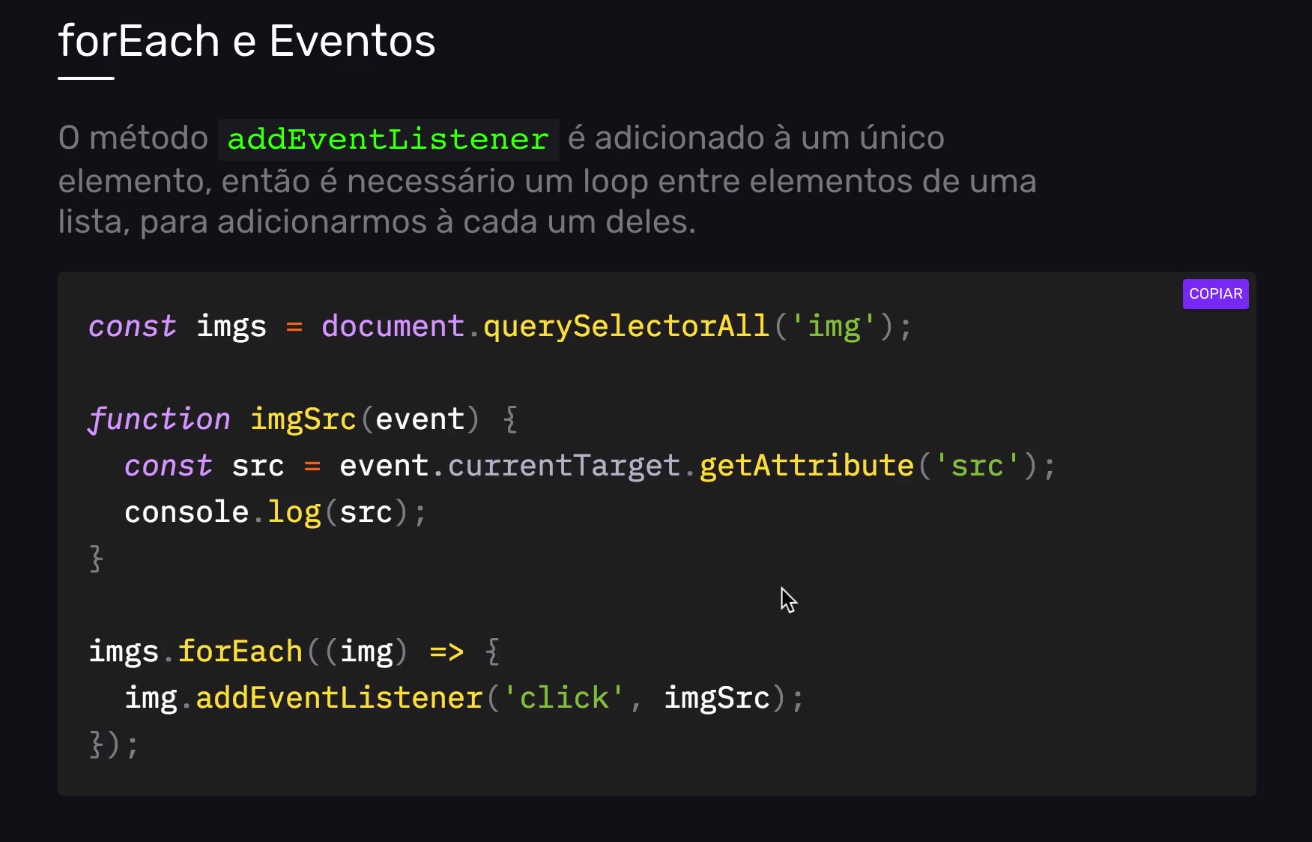 forEach e Eventos
O método addEventListener é adicionado à um único
elemento, então é necessário um loop entre elementos de uma
lista, para adicionarmos à cada um deles.
COPIAR
const imgs = document.querySelectorAll('img');
function imgSrc(event) {
  const src = event.currentTarget.getAttribute('src');
  console.log(src);
}
imgs.forEach((img) => {
  img.addEventListener('click', imgSrc);
});